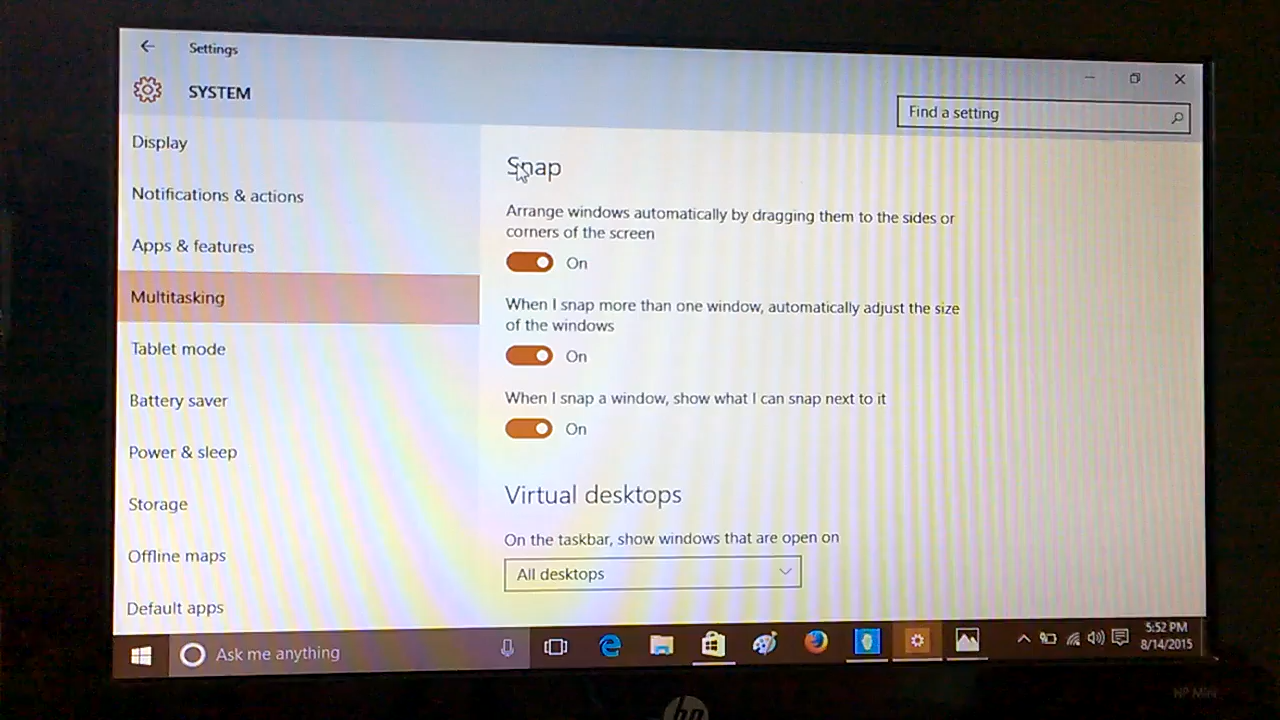 Settings
SYSTEM
Find a setting
Display
Notifications & actions
Apps & features
Multitasking
Tablet mode
Battery saver
Power & sleep
Storage
Offline maps
Default apps
Snap
Arrange windows automatically by dragging them to the sides or
corners of the screen
On
When I snap more than one window, automatically adjust the size
of the windows
On
When I snap a window, show what I can snap next to it
On
Virtual desktops
On the taskbar, show windows that are open on
All desktops
Ask me anything
5:52 PM
8/14/2015
hp
HP Mini